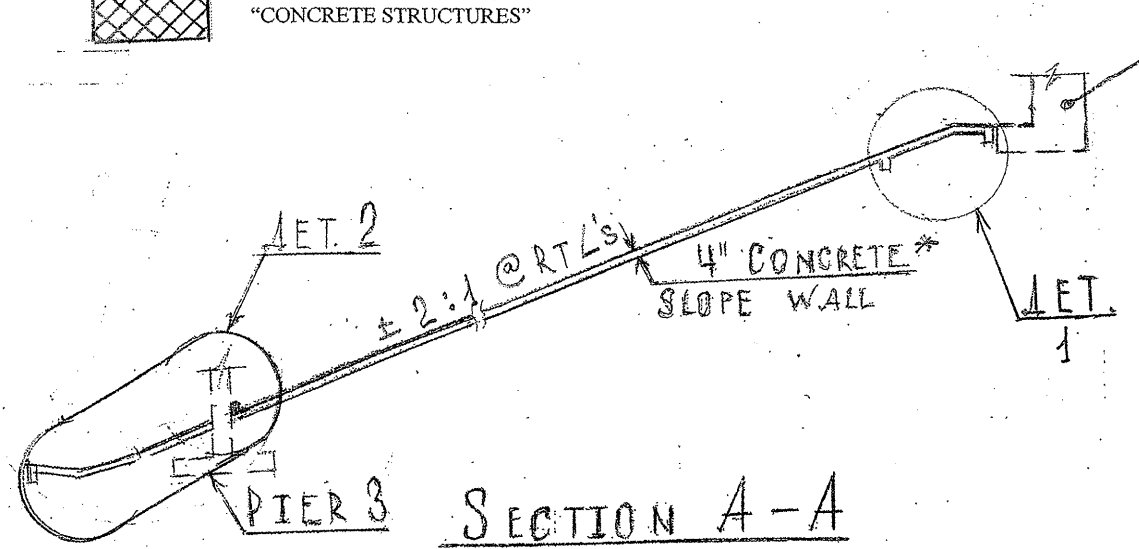 “CONCRETE STRUCTURES”
DET. 2
± 2:1 @ RT ∠'s
4" CONCRETE*
SLOPE WALL
DET.
1
PIER 3
SECTION A-A